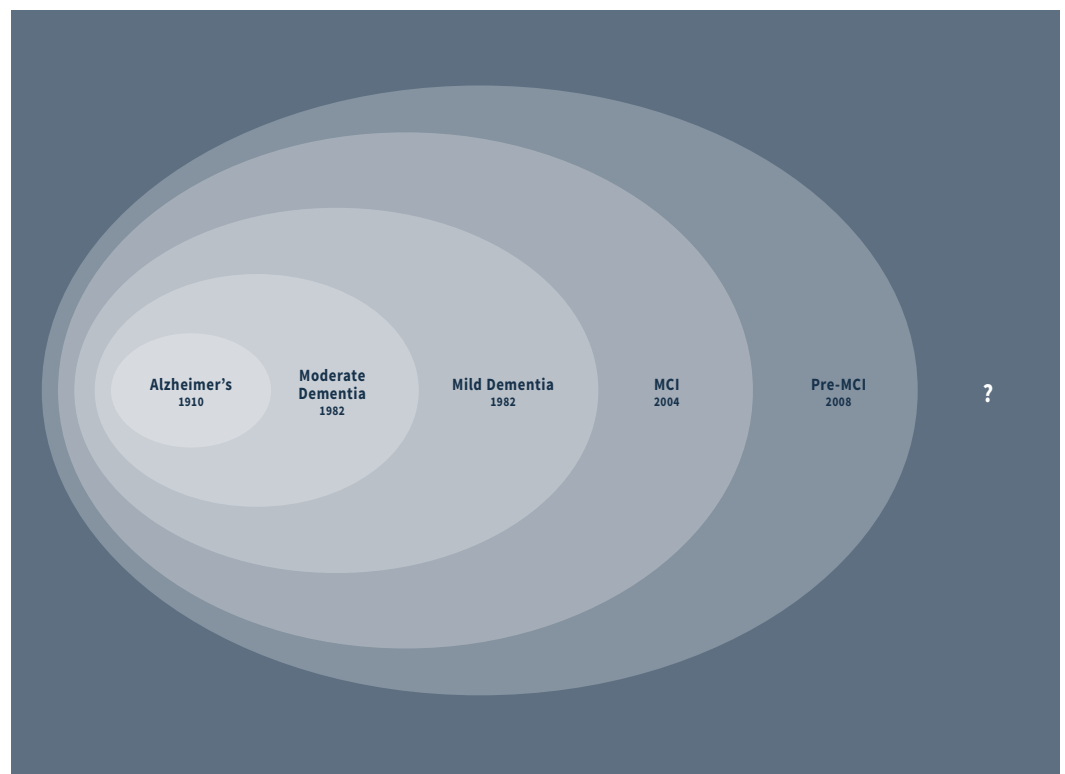 Alzheimer’s
1910
Moderate
Dementia
1982
Mild Dementia
1982
MCI
2004
Pre-MCI
2008
?